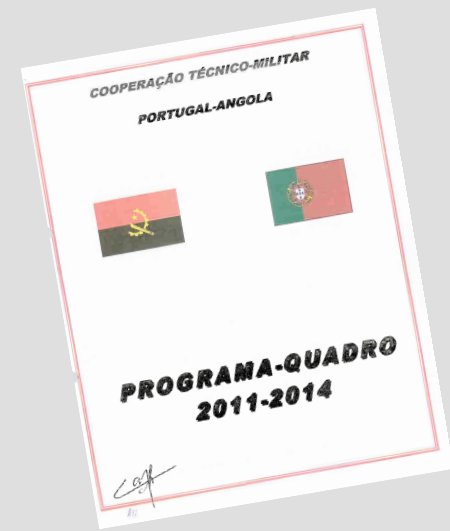 COOPERAÇÃO TÉCNICO-MILITAR
PORTUGAL-ANGOLA
PROGRAMA-QUADRO
2011-2014